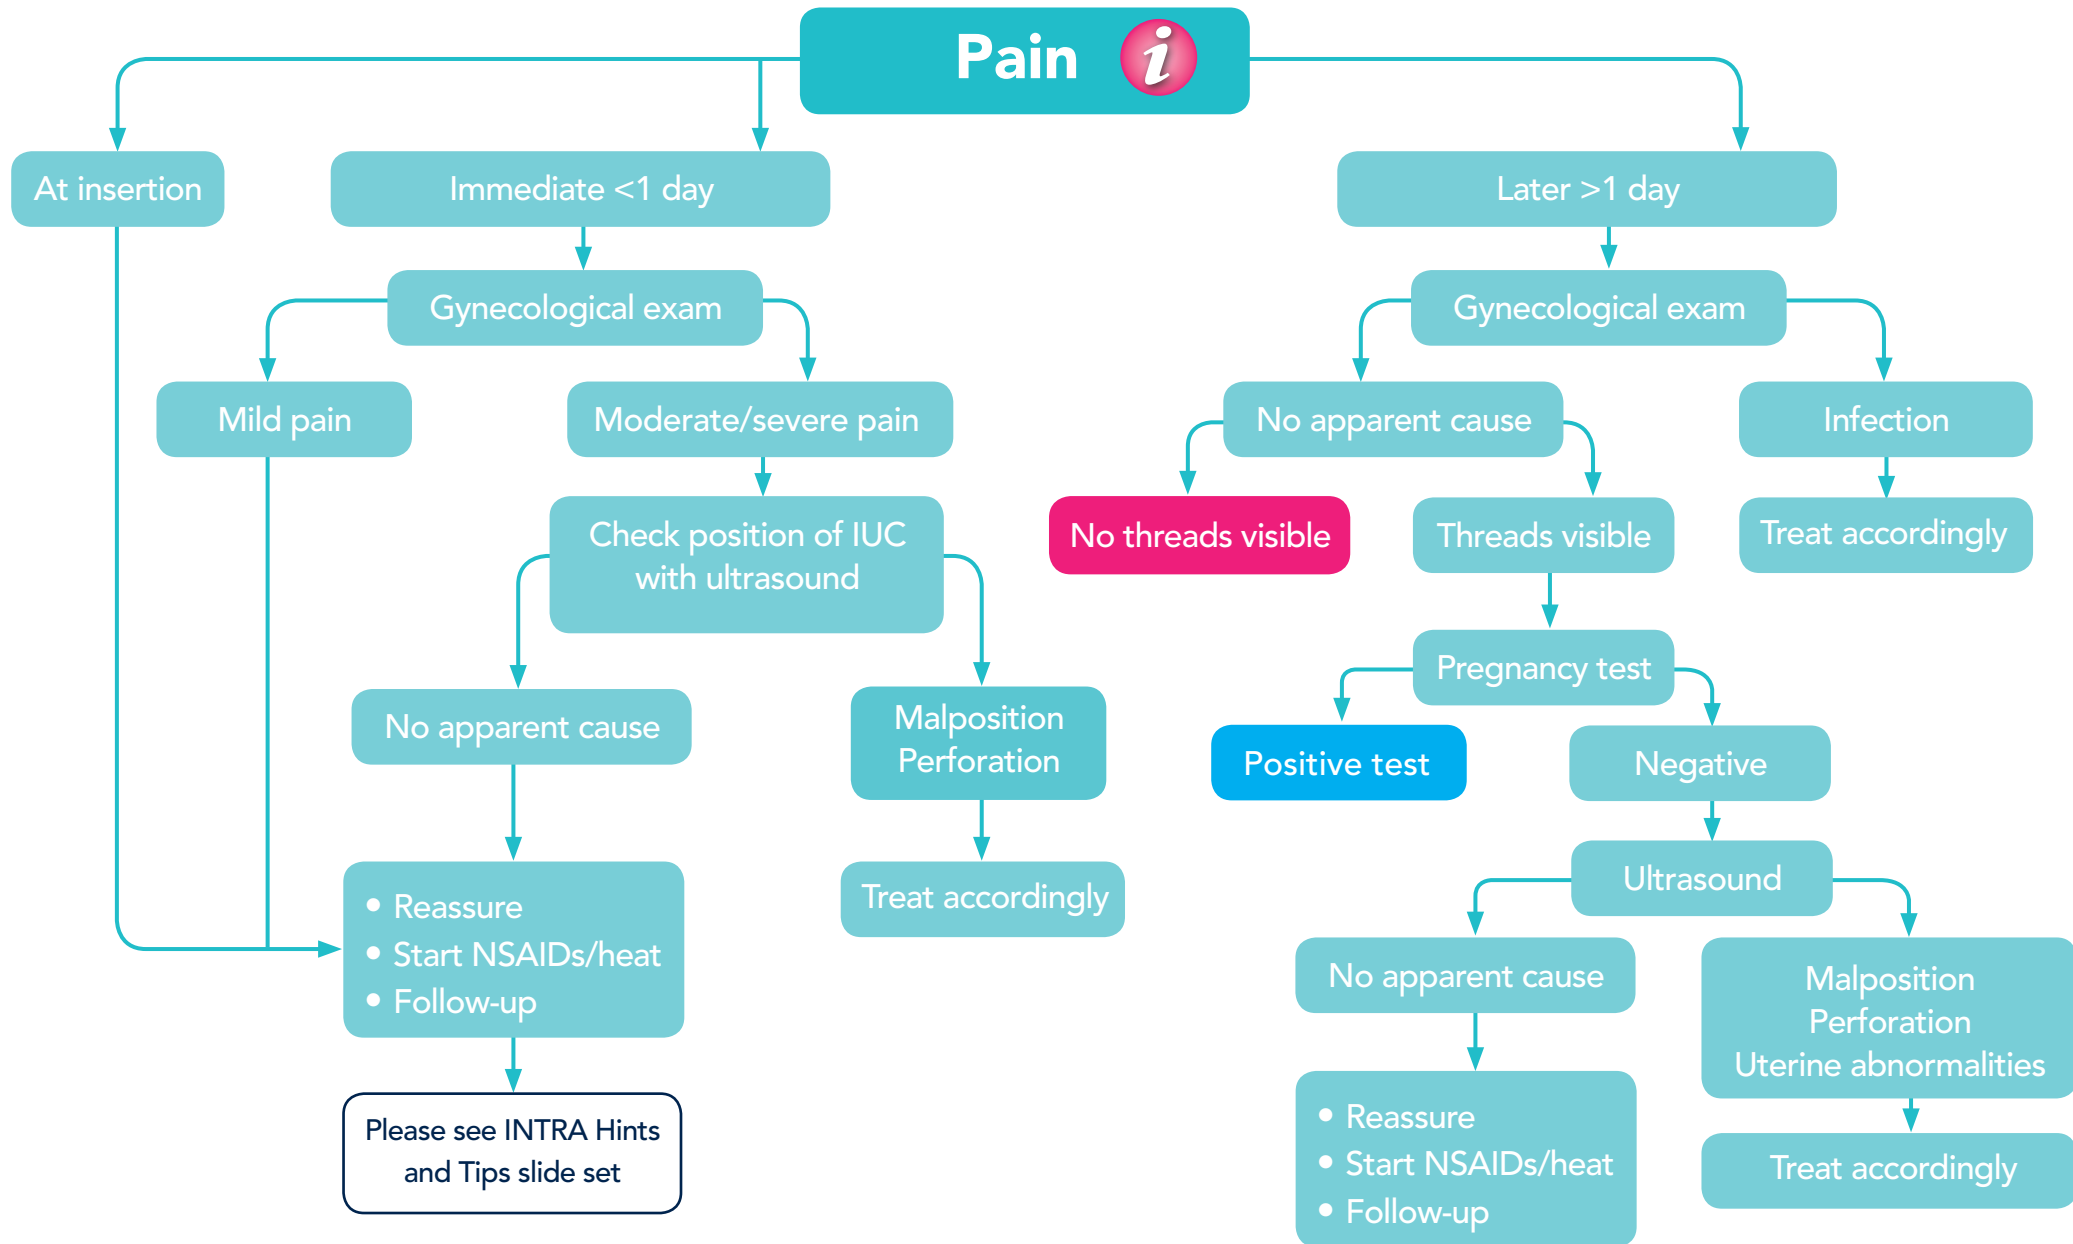 Pain i
At insertion
Immediate <1 day
Later >1 day
Gynecological exam
Gynecological exam
Mild pain
Moderate/severe pain
No apparent cause
Infection
Check position of IUC
with ultrasound
No threads visible
Threads visible
Treat accordingly
Pregnancy test
No apparent cause
Malposition
Perforation
Positive test
Negative
Treat accordingly
Ultrasound
• Reassure
• Start NSAIDs/heat
• Follow-up
No apparent cause
Malposition
Perforation
Uterine abnormalities
Please see INTRA Hints
and Tips slide set
• Reassure
• Start NSAIDs/heat
• Follow-up
Treat accordingly